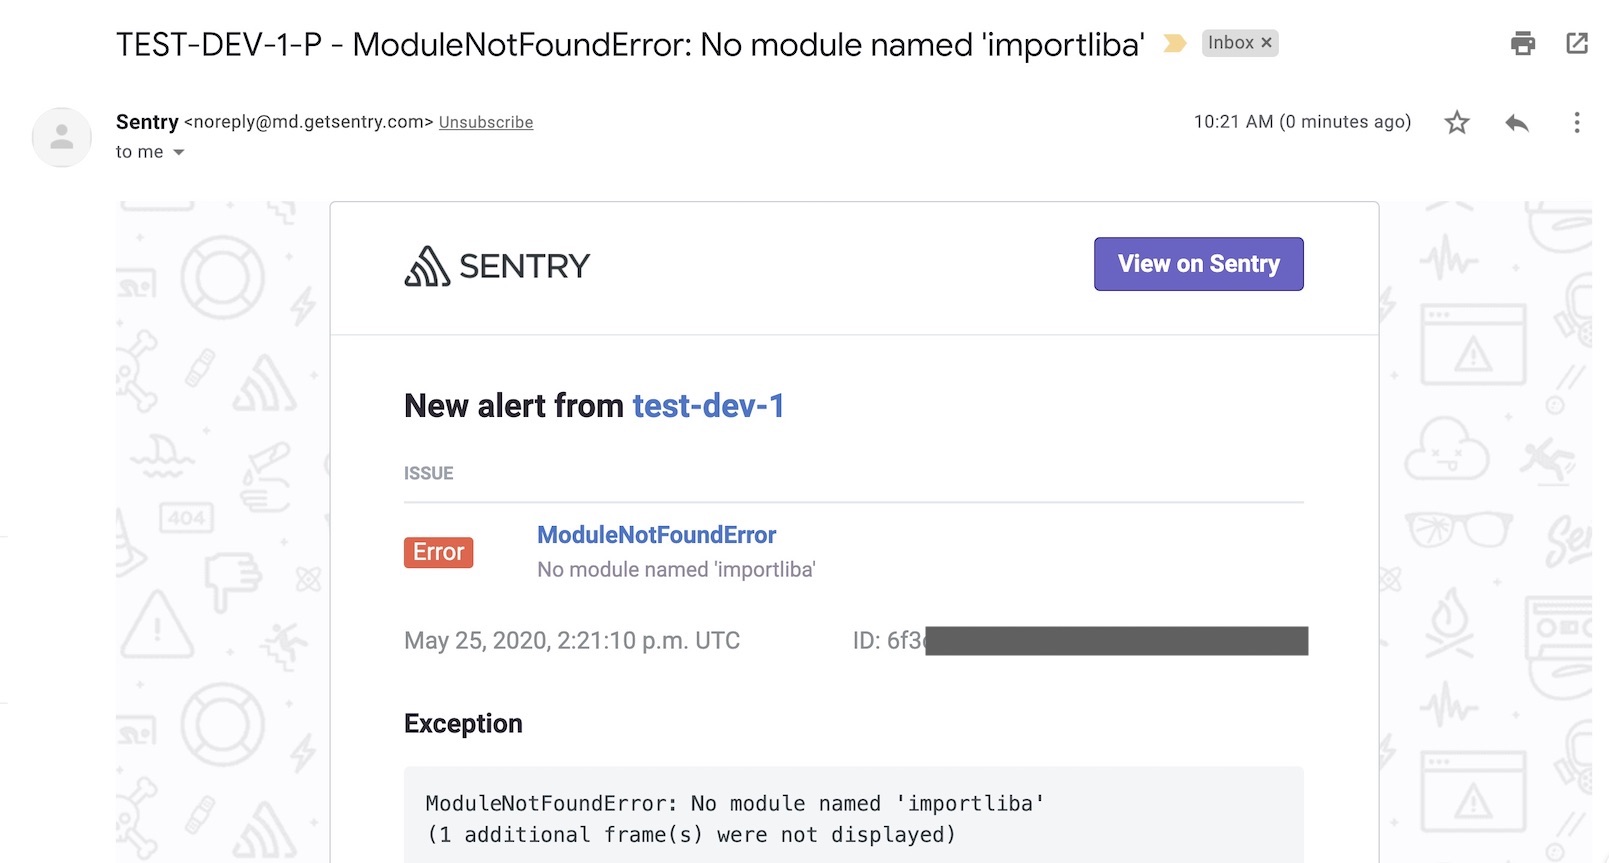 TEST-DEV-1-P - ModuleNotFoundError: No module named 'importliba' Inbox ×
Sentry <noreply@md.getsentry.com> Unsubscribe 10:21 AM (0 minutes ago)
to me
SENTRY View on Sentry
New alert from test-dev-1
ISSUE
Error ModuleNotFoundError
No module named 'importliba'
404
May 25, 2020, 2:21:10 p.m. UTC ID: 6f3
Exception
ModuleNotFoundError: No module named 'importliba'
(1 additional frame(s) were not displayed)